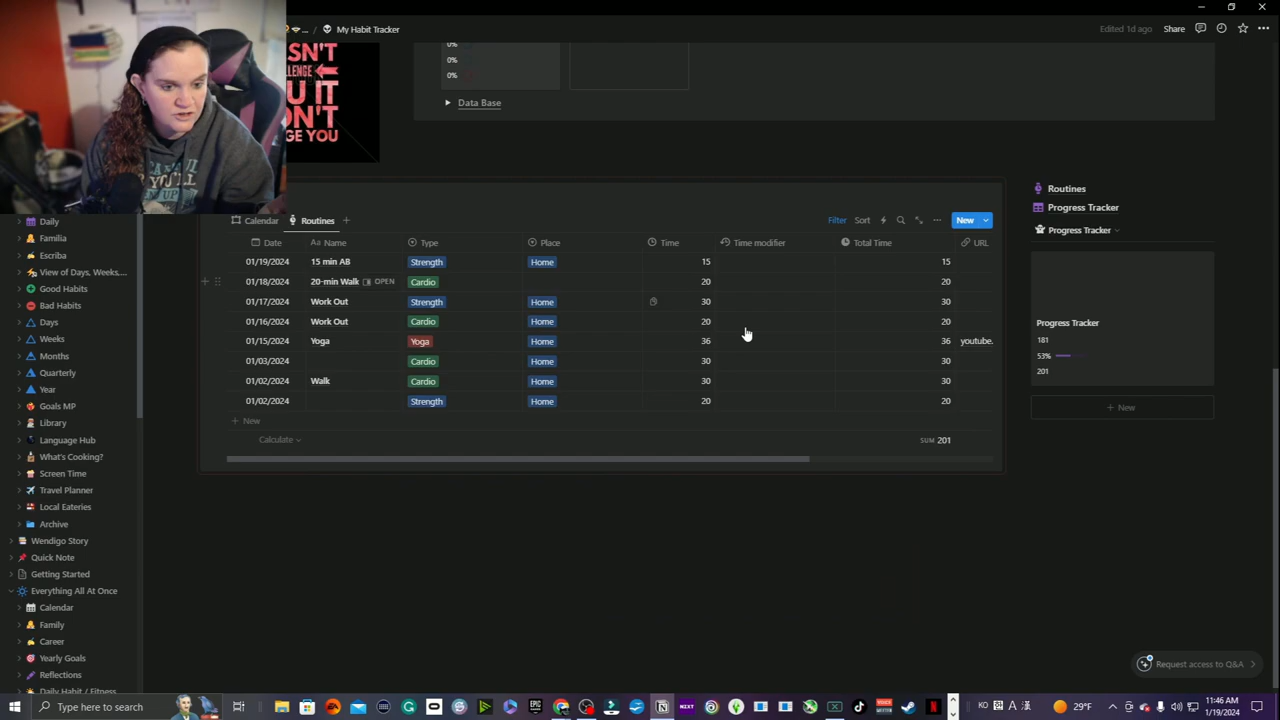 / My Habit Tracker
Edited 1d ago Share
0%
0%
0%
Data Base
Daily
Familia
Escriba
View of Days, Weeks,...
Good Habits
Bad Habits
Days
Weeks
Months
Quarterly
Year
Goals MP
Library
Language Hub
What's Cooking?
Screen Time
Travel Planner
Local Eateries
Archive
Wendigo Story
Quick Note
Getting Started
Everything All At Once
Calendar
Family
Career
Yearly Goals
Reflections
Daily Habit / Fitness
Calendar Routines +
Filter Sort New
Date Aa Name Type Place Time Time modifier Total Time URL
01/19/2024 15 min AB Strength Home 15 15
01/18/2024 20-min Walk OPEN Cardio 20 20
01/17/2024 Work Out Strength Home 30 30
01/16/2024 Work Out Cardio Home 20 20
01/15/2024 Yoga Yoga Home 36 36 youtube.
01/03/2024 Cardio Home 30 30
01/02/2024 Walk Cardio Home 30 30
01/02/2024 Strength Home 20 20
+ New
Calculate SUM 201
Routines
Progress Tracker
Progress Tracker
Progress Tracker
181
53%
201
+ New
Request access to Q&A
Type here to search
29°F
11:46 AM
1/19/2024